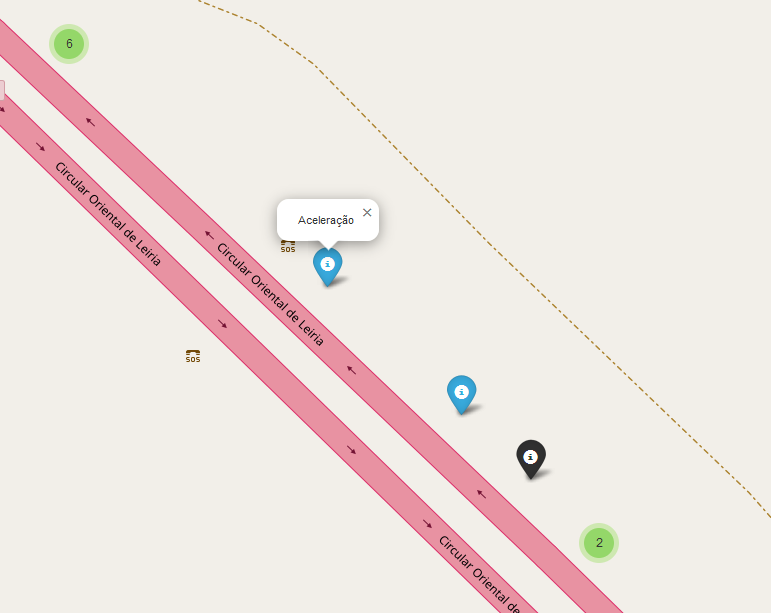 6
Circular Oriental de Leiria
Aceleração ×
SOS
Circular Oriental de Leiria
SOS
2
Circular Oriental de